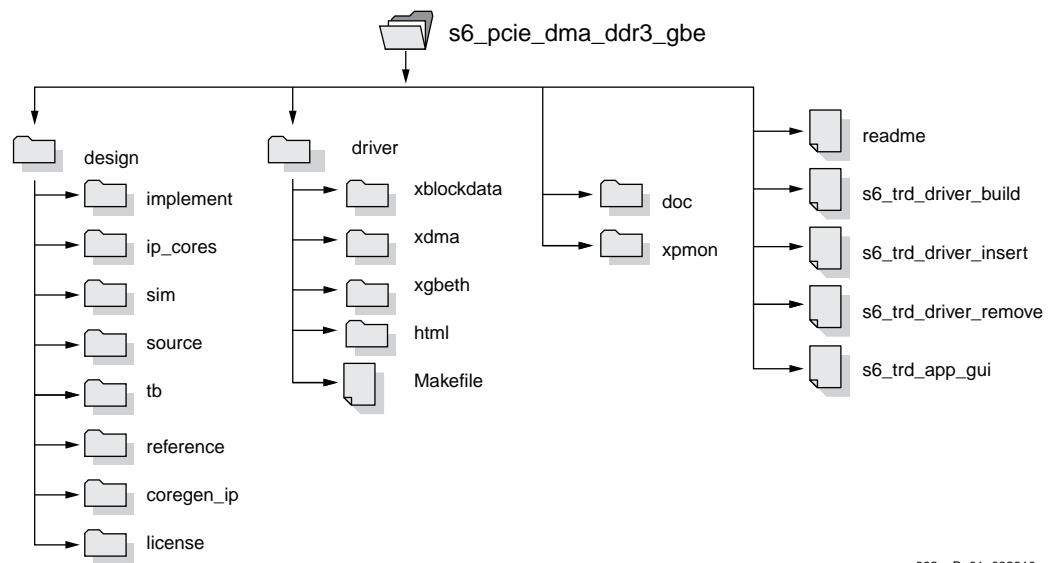 s6_pcie_dma_ddr3_gbe
design
implement
ip_cores
sim
source
tb
reference
coregen_ip
license
driver
xblockdata
xdma
xgbeth
html
Makefile
doc
xpmon
readme
s6_trd_driver_build
s6_trd_driver_insert
s6_trd_driver_remove
s6_trd_app_gui